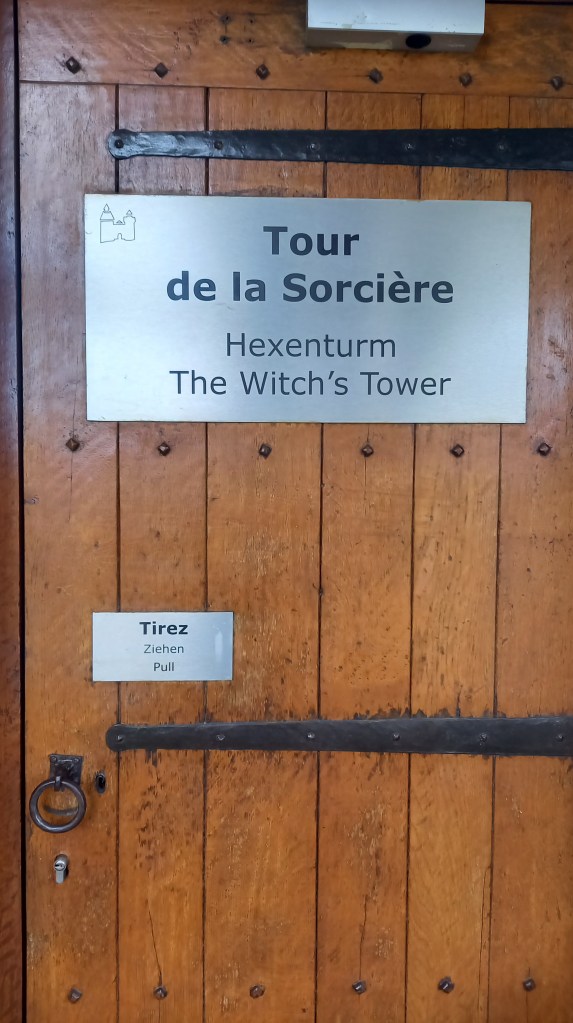 Tour
de la Sorcière
Hexenturm
The Witch's Tower
Tirez
Ziehen
Pull